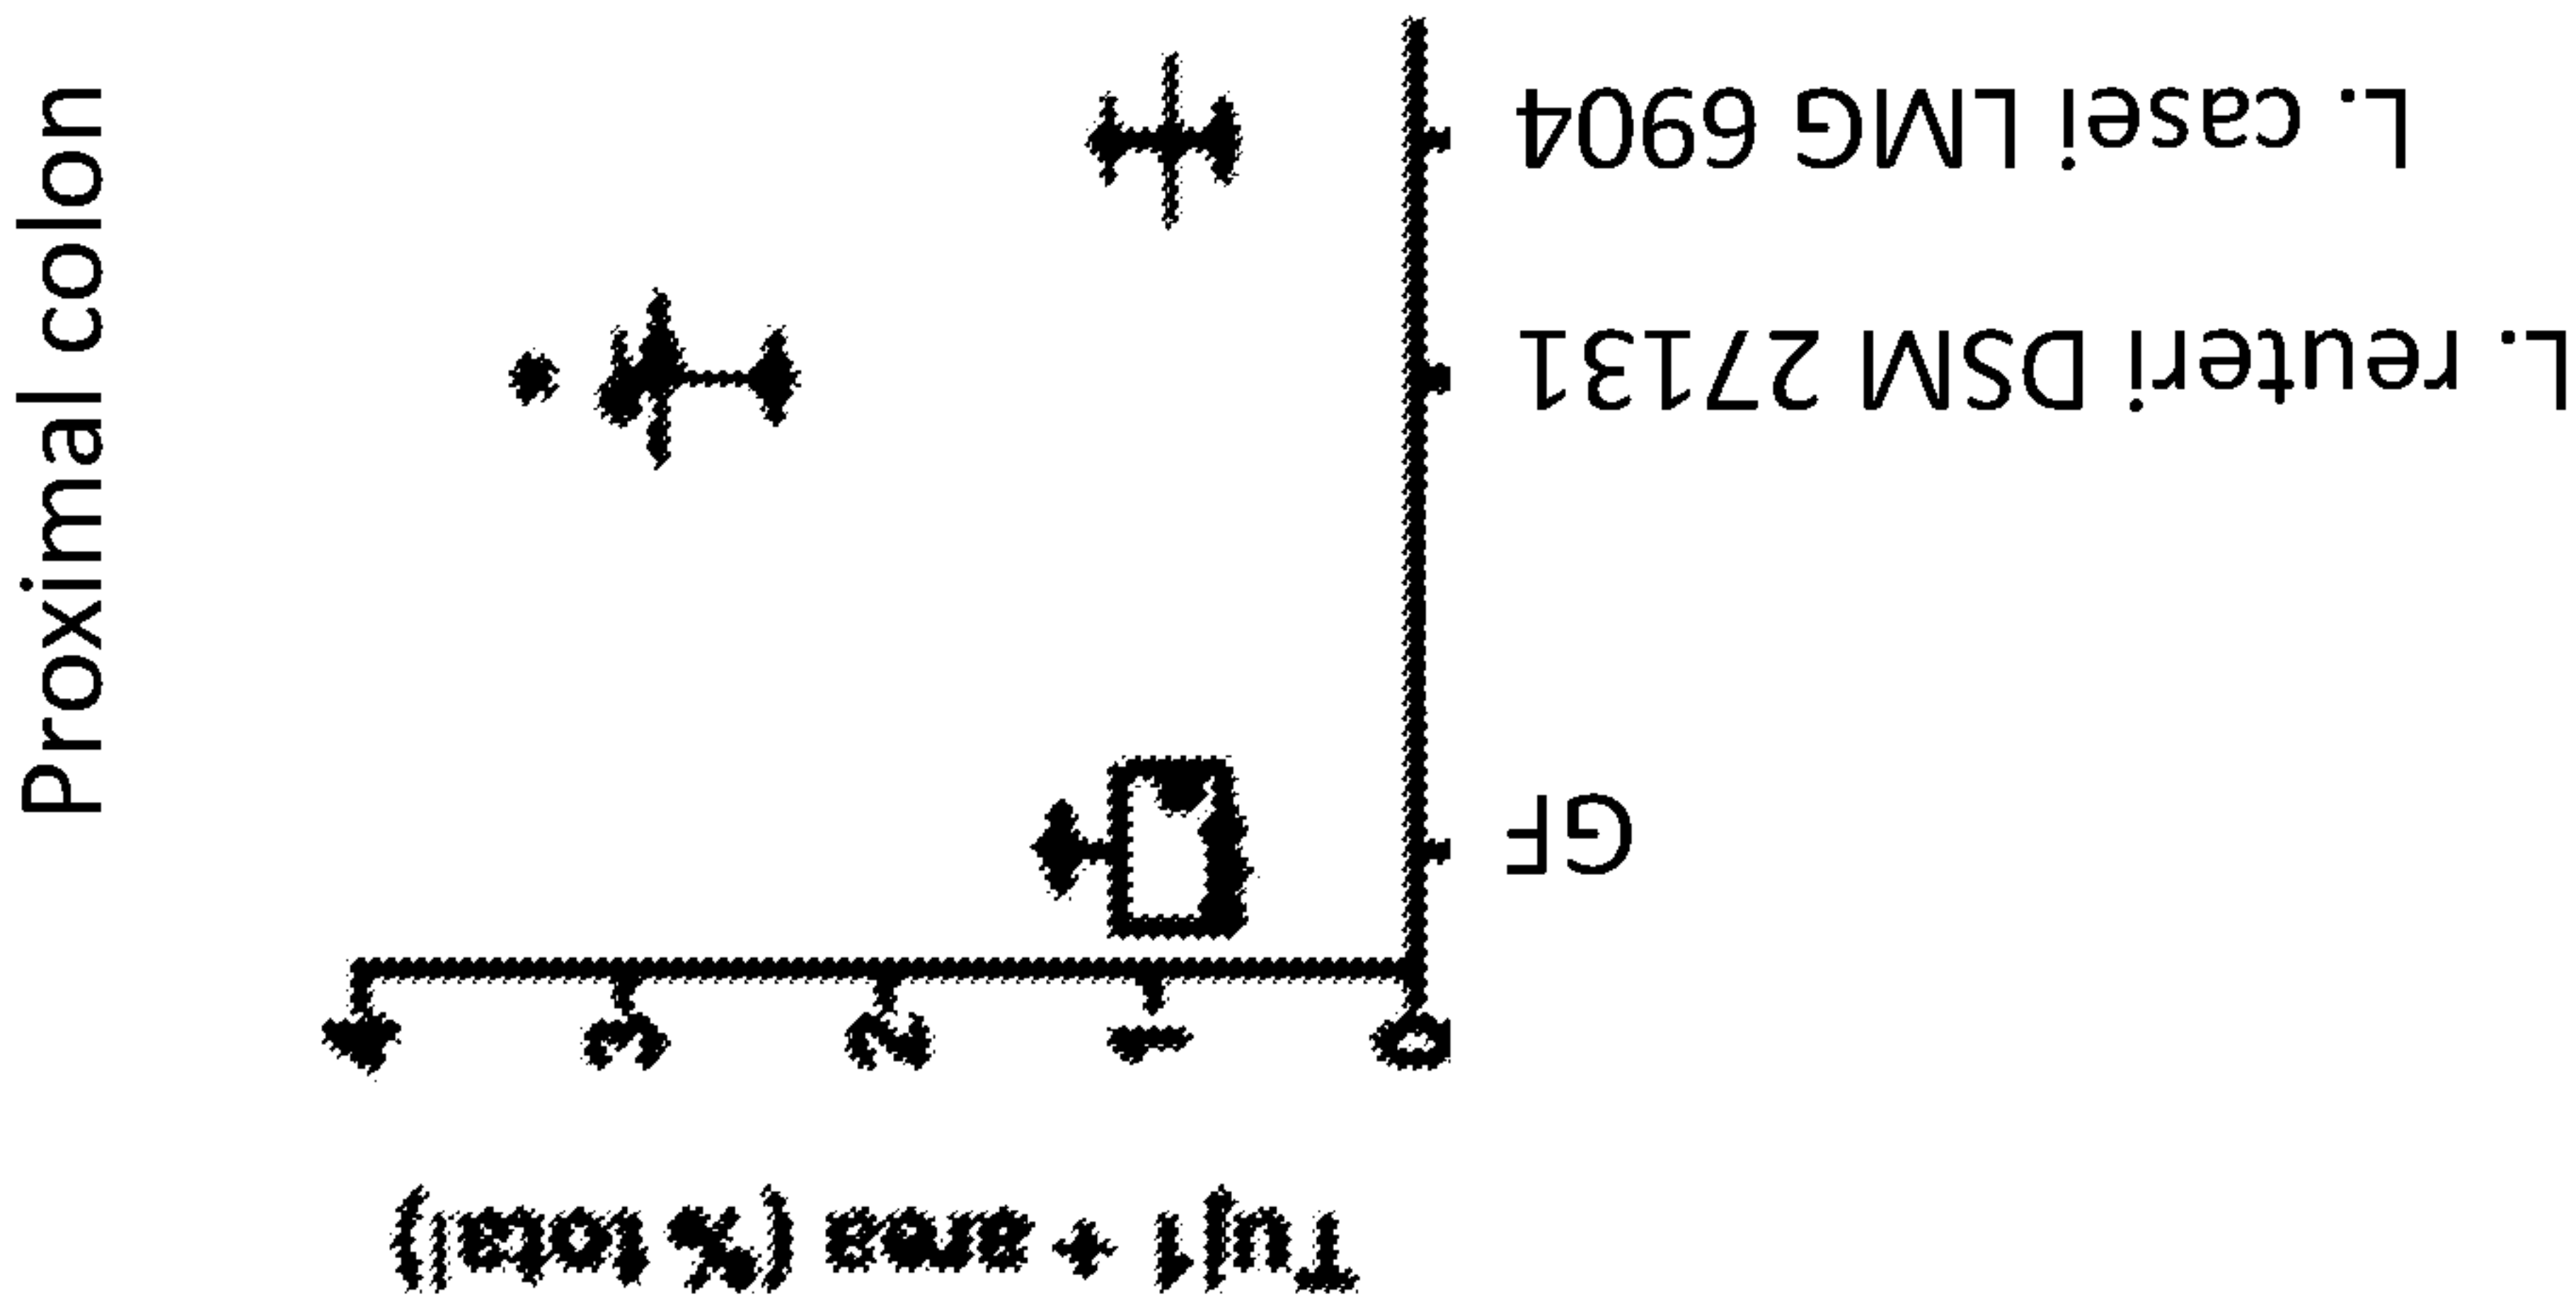 Proximal colon
Tuj1 + area (% total)
4
3
2
1
0
GF
L. reuteri DSM 27131
L. casei LMG 6904